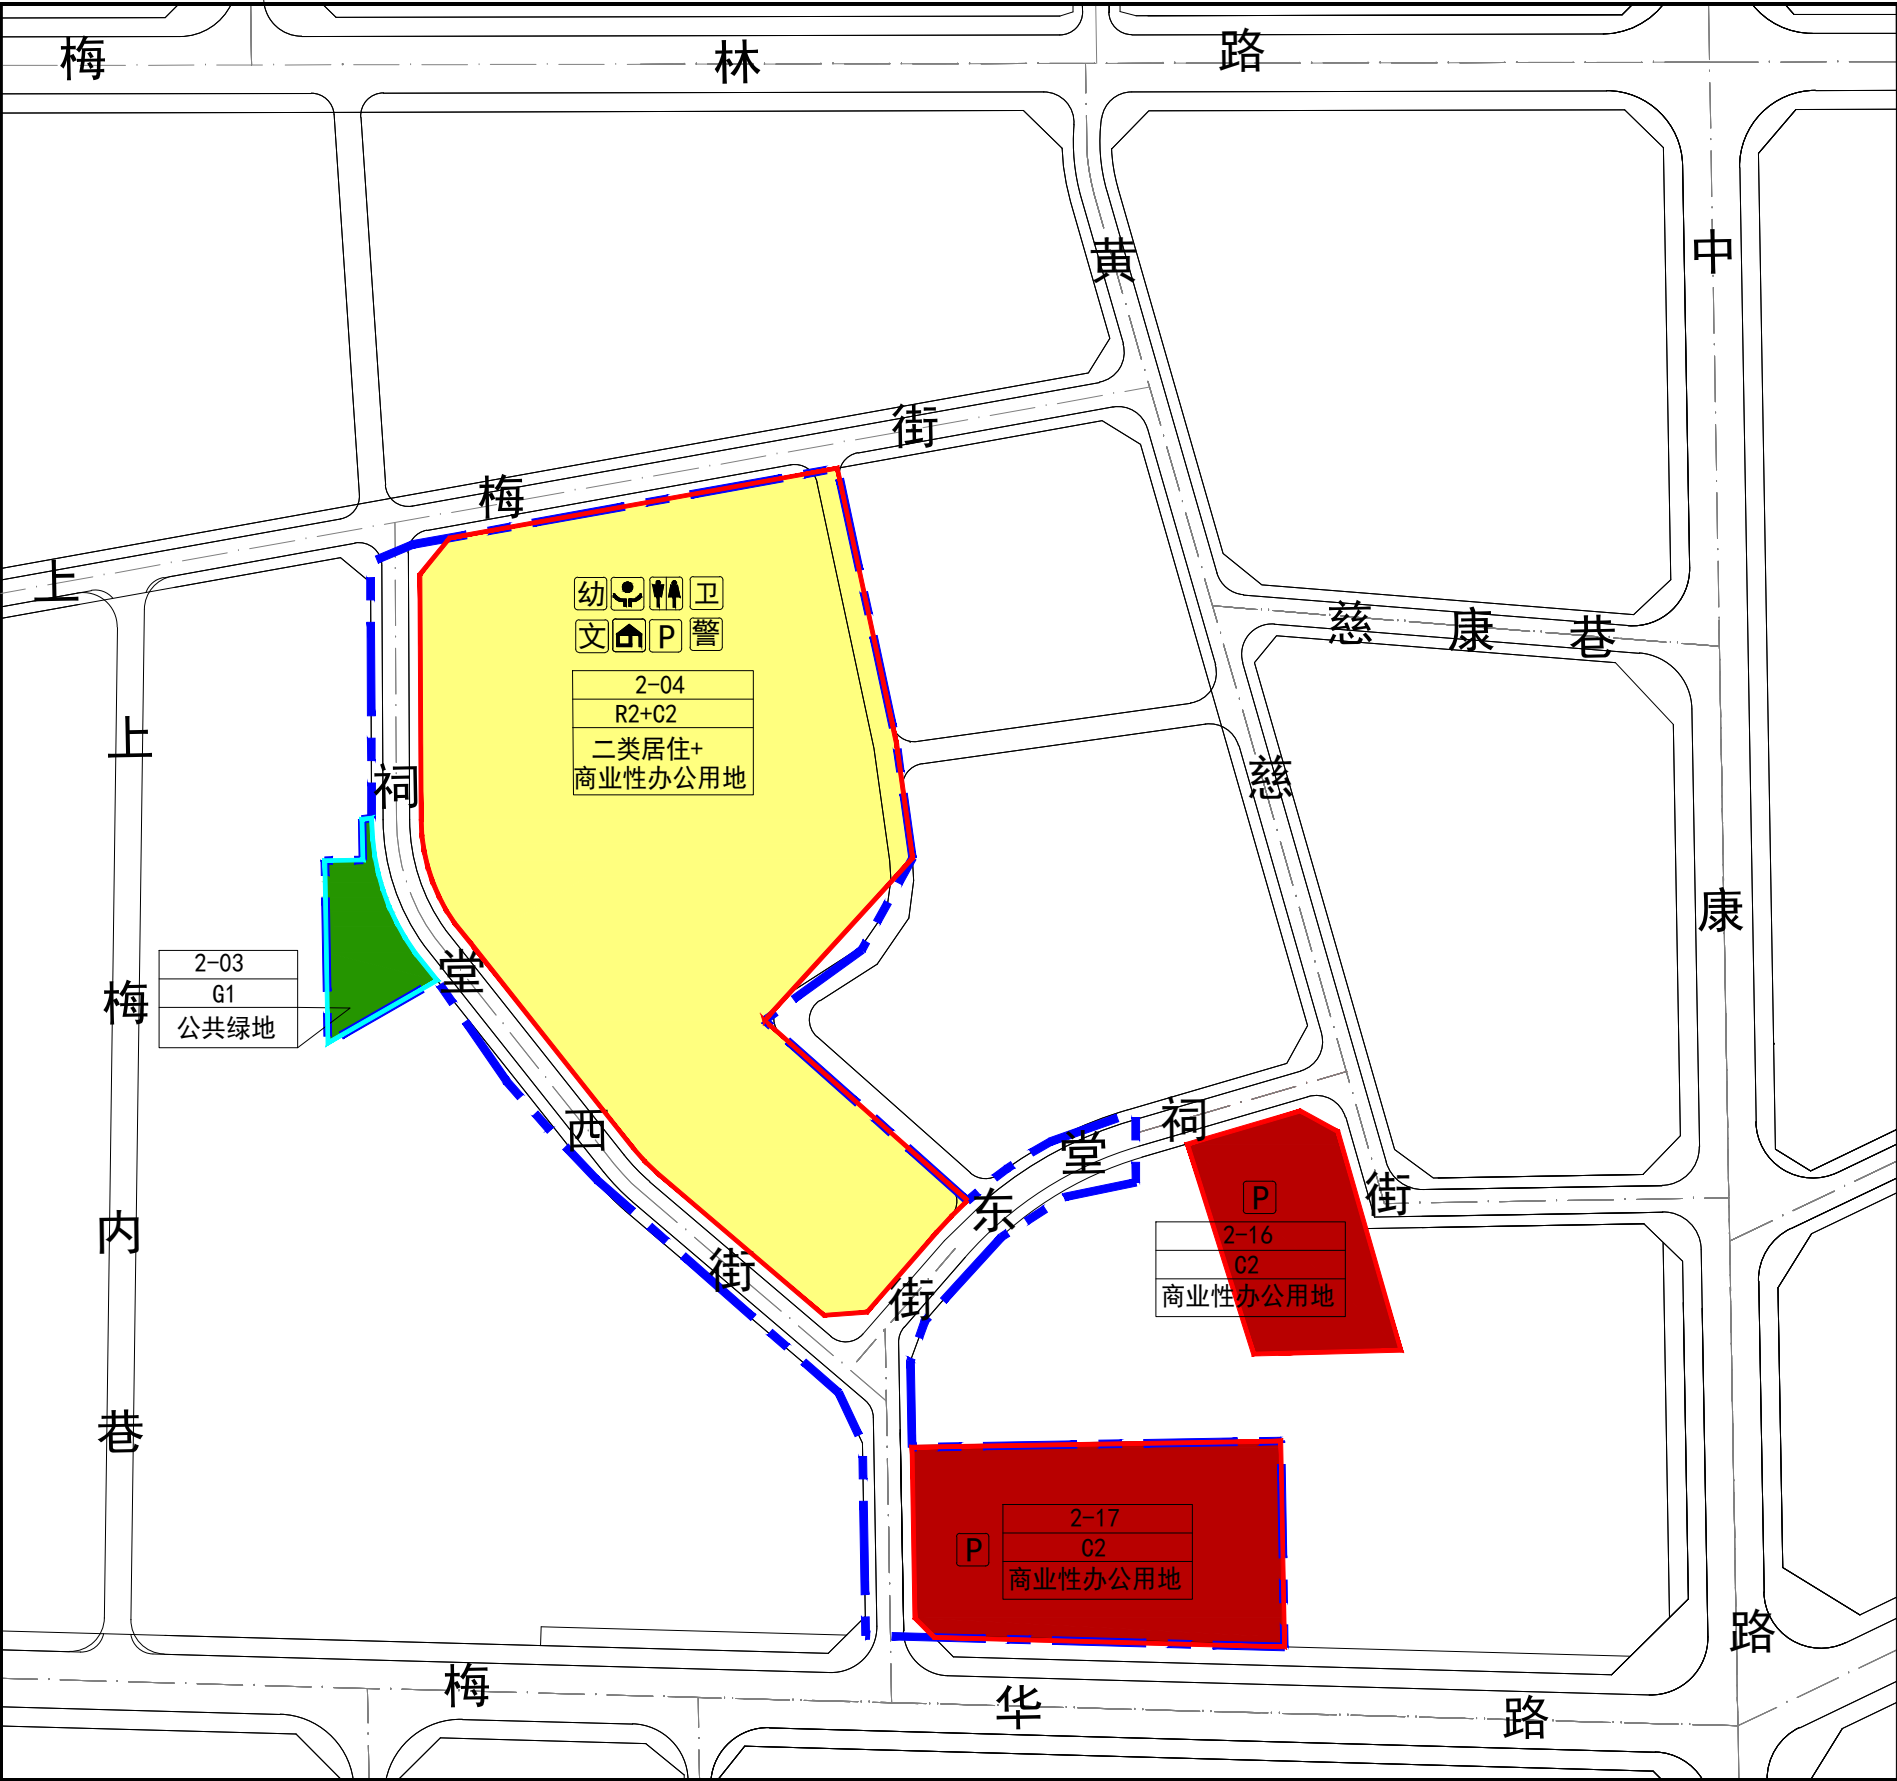 梅林路
黄慈街
中康路
上梅街
慈康巷
幼 卫
文 P 警
2-04
R2+C2
二类居住+
商业性办公用地
上梅内巷
祠堂西街
2-03
G1
公共绿地
祠堂东街
P
2-16
C2
商业性办公用地
P
2-17
C2
商业性办公用地
梅华路